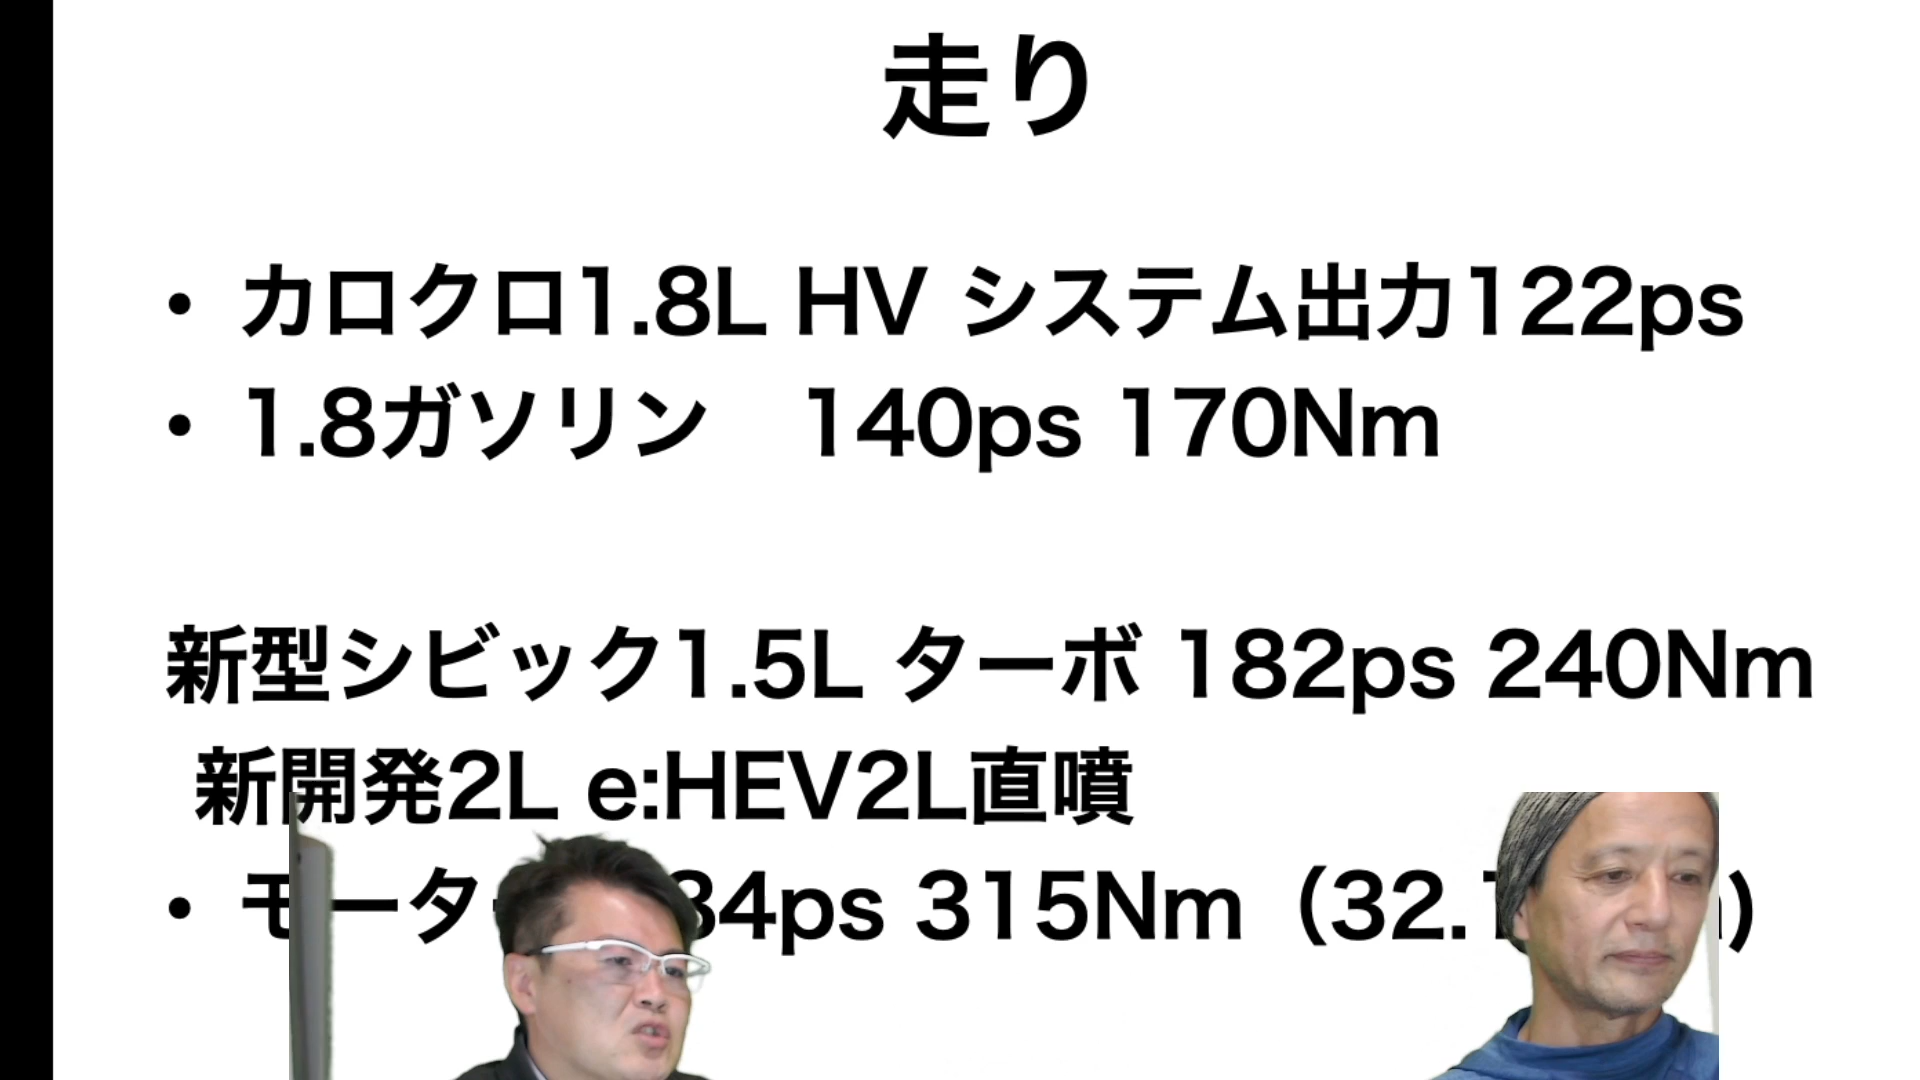 走り
• カロクロ1.8L HV システム出力122ps
• 1.8ガソリン　140ps 170Nm
新型シビック1.5L ターボ 182ps 240Nm
新開発2L e:HEV2L直噴
• モーター 84ps 315Nm（32.1 )